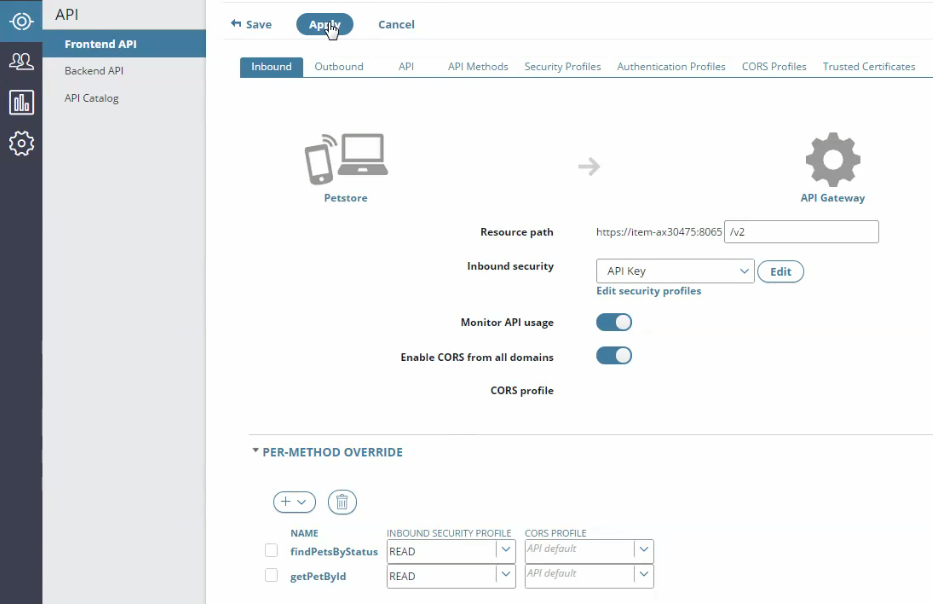 API
Frontend API
Backend API
API Catalog
Save Apply Cancel
Inbound Outbound API API Methods Security Profiles Authentication Profiles CORS Profiles Trusted Certificates
Petstore
API Gateway
Resource path https://item-ax30475:8065 /v2
Inbound security API Key Edit
Edit security profiles
Monitor API usage
Enable CORS from all domains
CORS profile
PER-METHOD OVERRIDE
NAME INBOUND SECURITY PROFILE CORS PROFILE
findPetsByStatus READ API default
getPetById READ API default